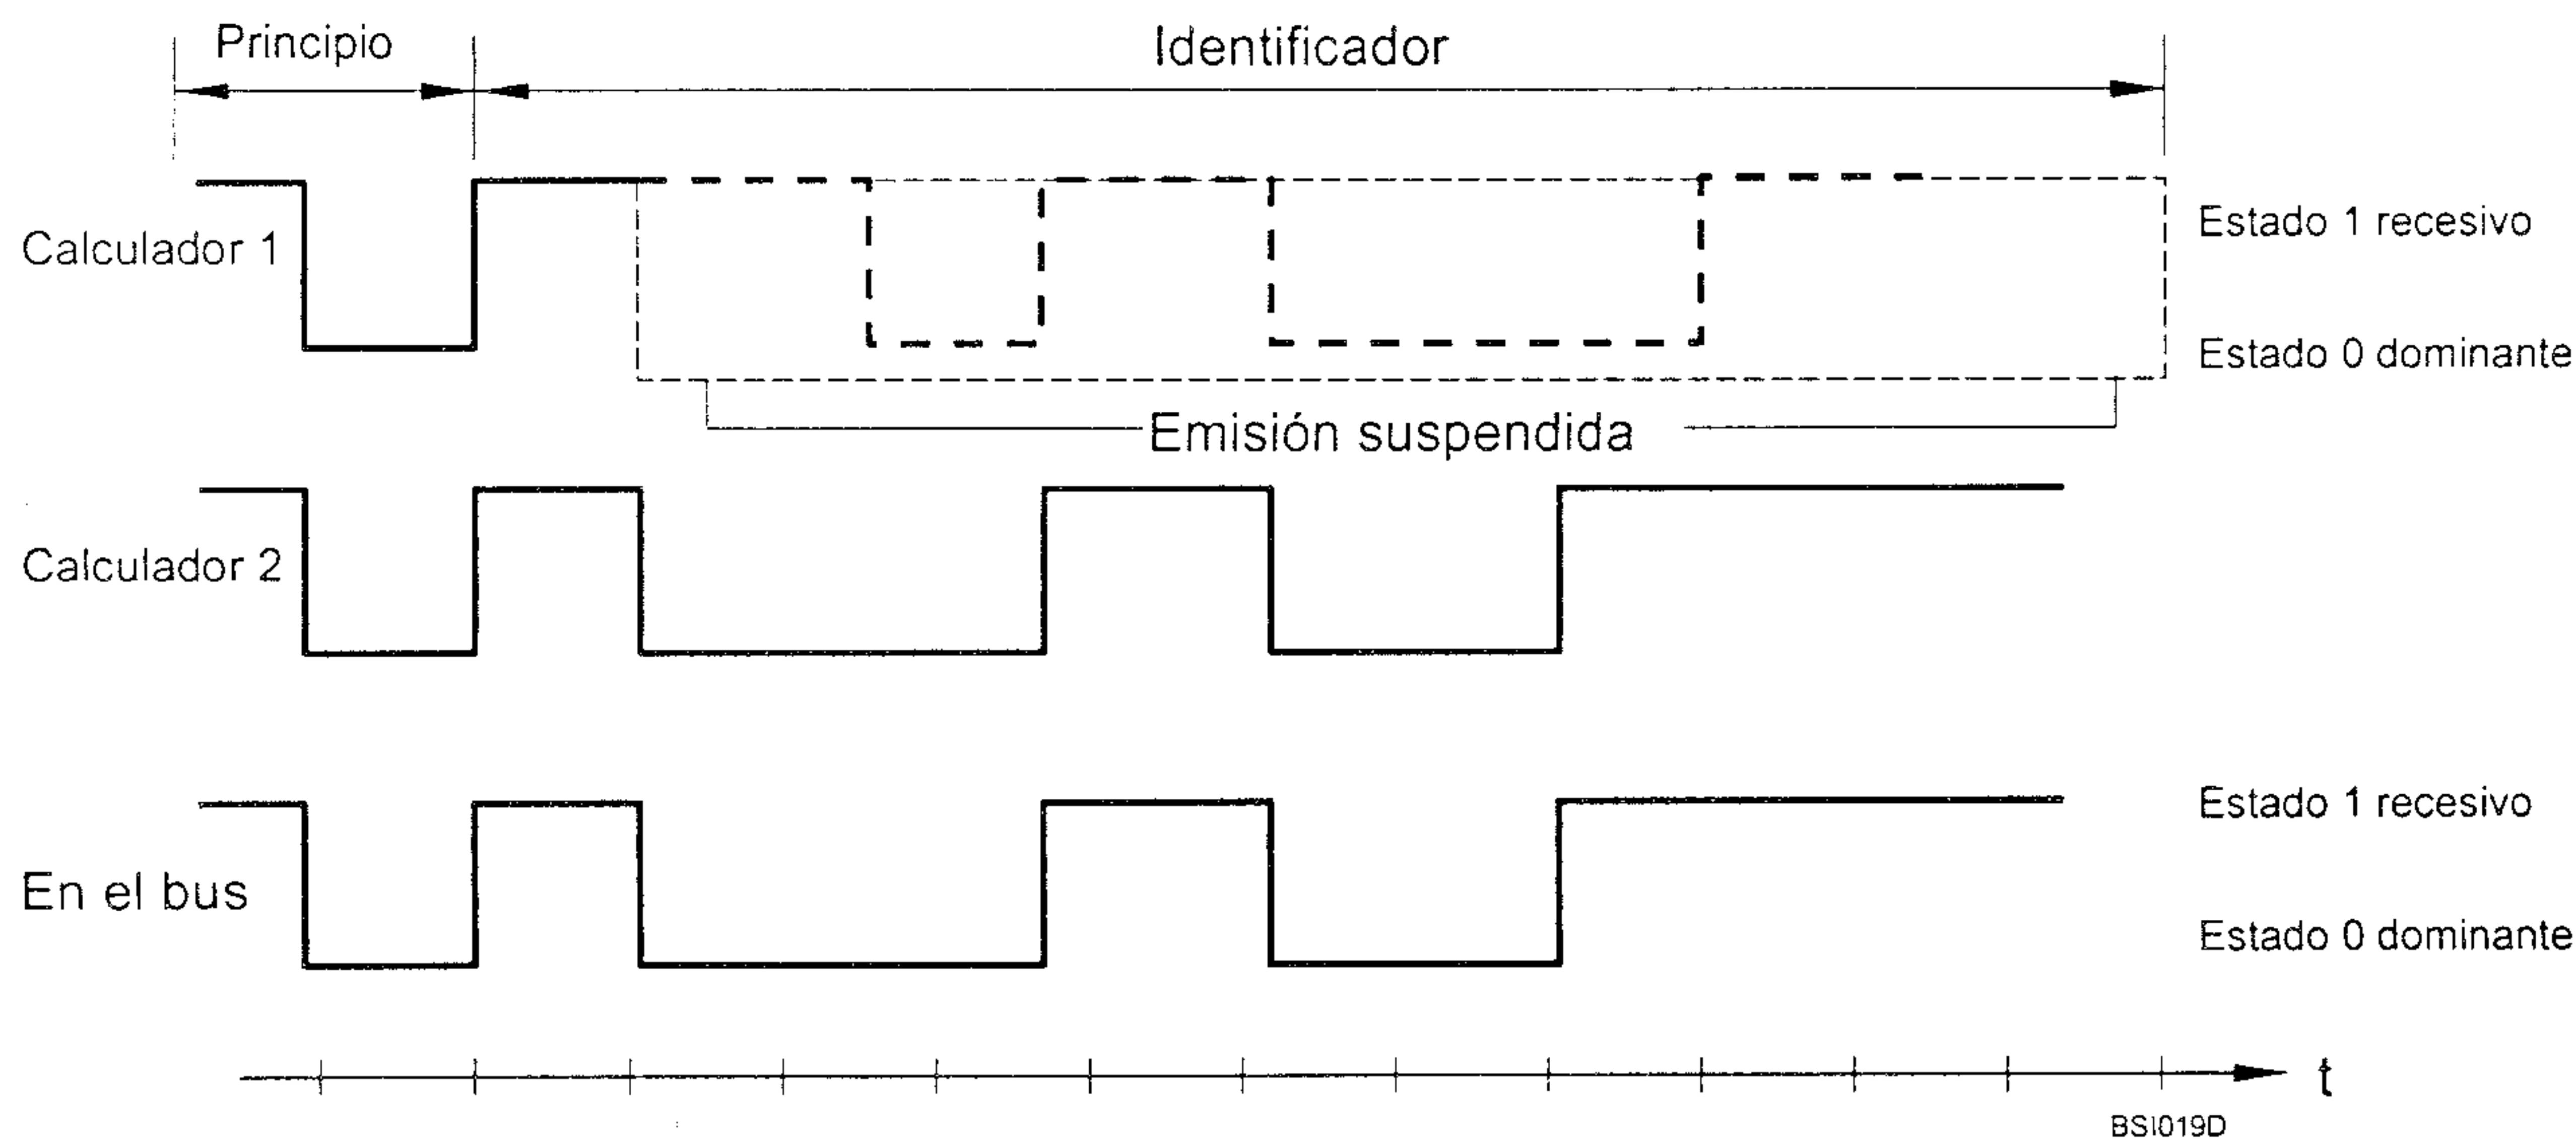 Principio
Identificador
Calculador 1
Estado 1 recesivo
Estado 0 dominante
Emisión suspendida
Calculador 2
En el bus
Estado 1 recesivo
Estado 0 dominante
t
BSI019D